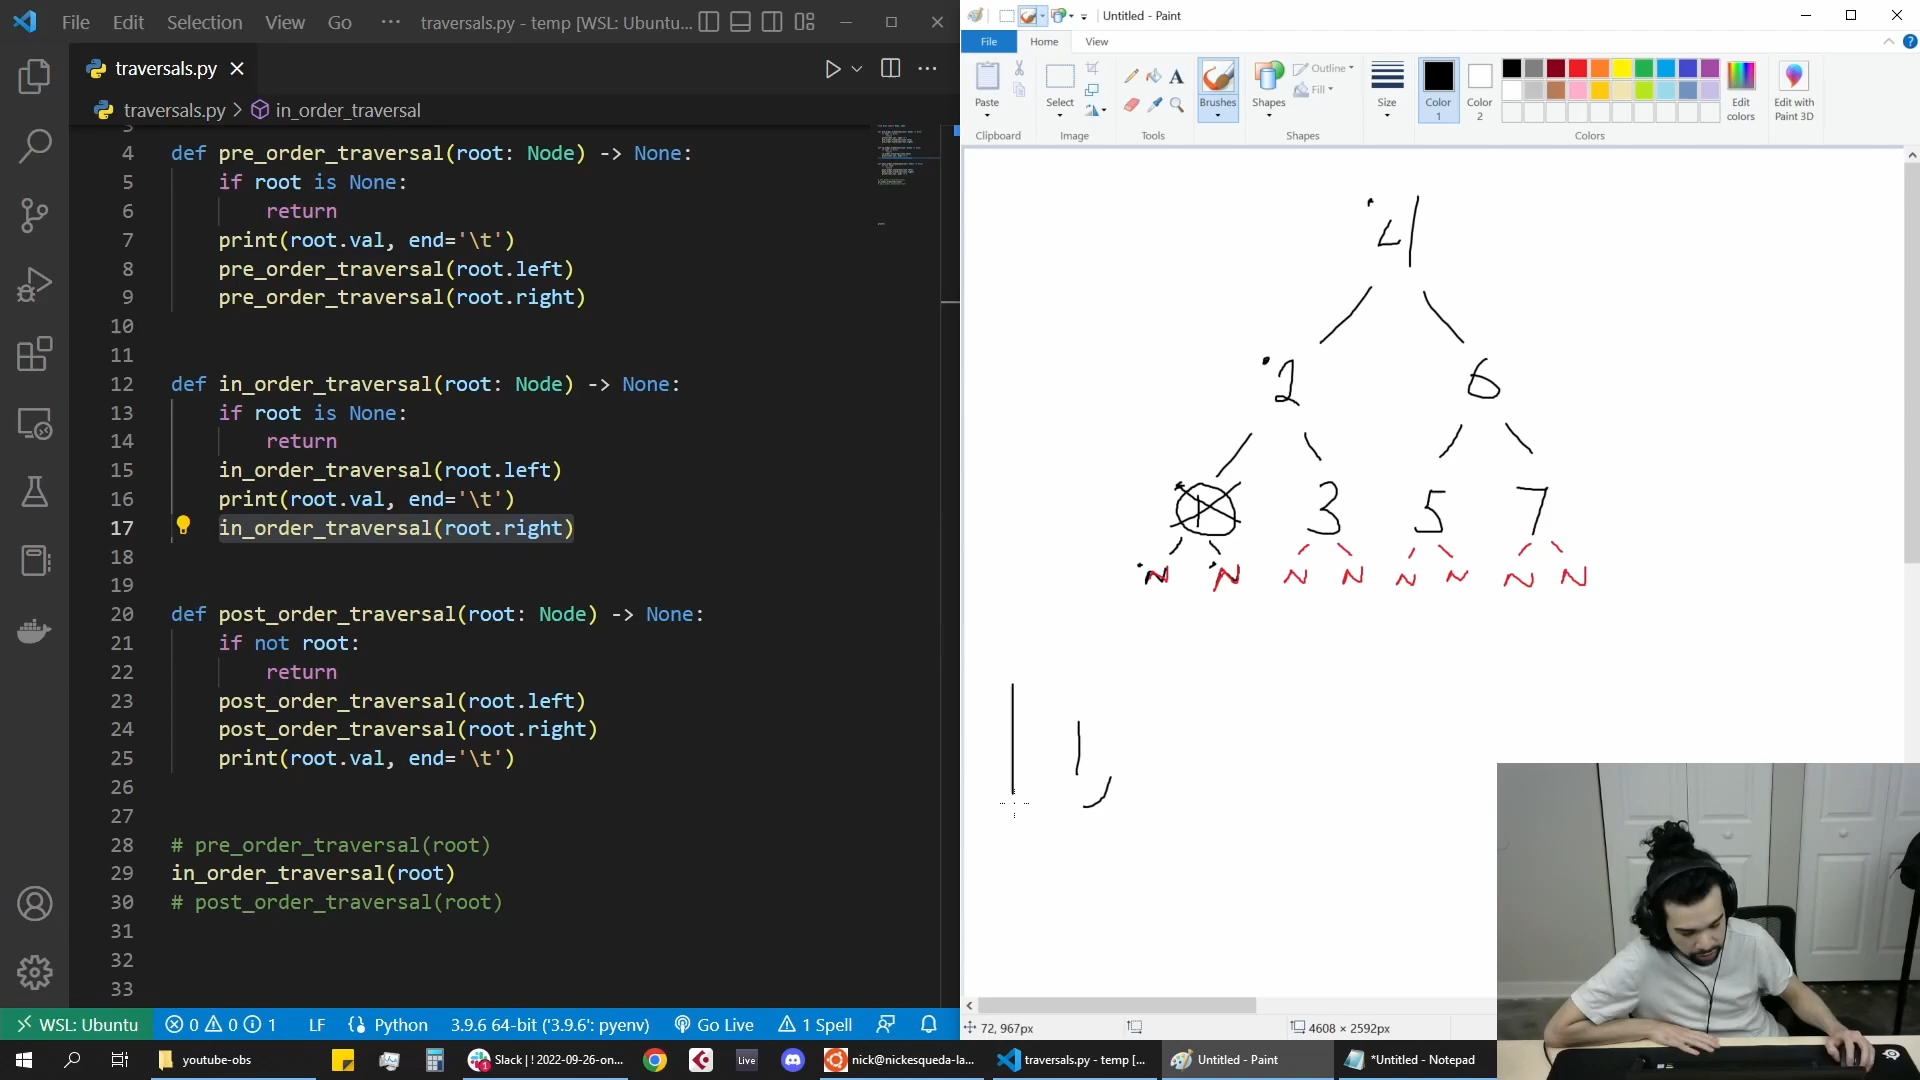 File Edit Selection View Go ··· traversals.py - temp [WSL: Ubuntu...
traversals.py
traversals.py > in_order_traversal
4 def pre_order_traversal(root: Node) -> None:
5 if root is None:
6 return
7 print(root.val, end='\t')
8 pre_order_traversal(root.left)
9 pre_order_traversal(root.right)
10
11
12 def in_order_traversal(root: Node) -> None:
13 if root is None:
14 return
15 in_order_traversal(root.left)
16 print(root.val, end='\t')
17 in_order_traversal(root.right)
18
19
20 def post_order_traversal(root: Node) -> None:
21 if not root:
22 return
23 post_order_traversal(root.left)
24 post_order_traversal(root.right)
25 print(root.val, end='\t')
26
27
28 # pre_order_traversal(root)
29 in_order_traversal(root)
30 # post_order_traversal(root)
31
32
33
WSL: Ubuntu 0 0 1 LF Python 3.9.6 64-bit ('3.9.6': pyenv) Go Live 1 Spell
Untitled - Paint
File Home View
Paste Select Brushes Shapes Outline Fill Size Color 1 Color 2 Edit colors Edit with Paint 3D
Clipboard Image Tools Shapes Colors
4
2 6
1 3 5 7
N N N N N N N N
1,
72, 967px 4608 × 2592px
youtube-obs Slack | ! 2022-09-26-on... Live nick@nickesqueda-la... traversals.py - temp [... Untitled - Paint *Untitled - Notepad